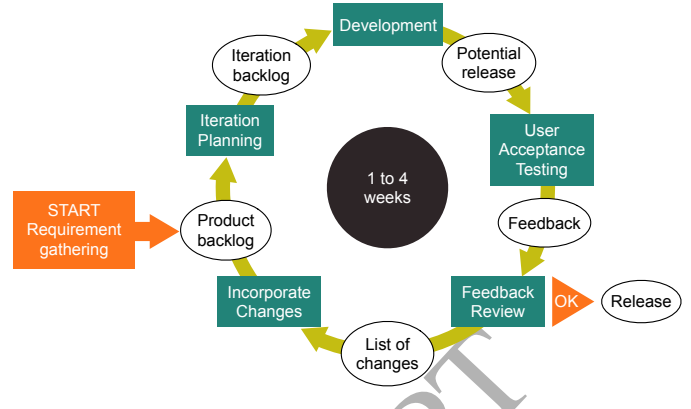 Development
Iteration
backlog
Potential
release
Iteration
Planning
User
Acceptance
Testing
1 to 4
weeks
START
Requirement
gathering
Product
backlog
Feedback
Incorporate
Changes
Feedback
Review
OK
Release
List of
changes